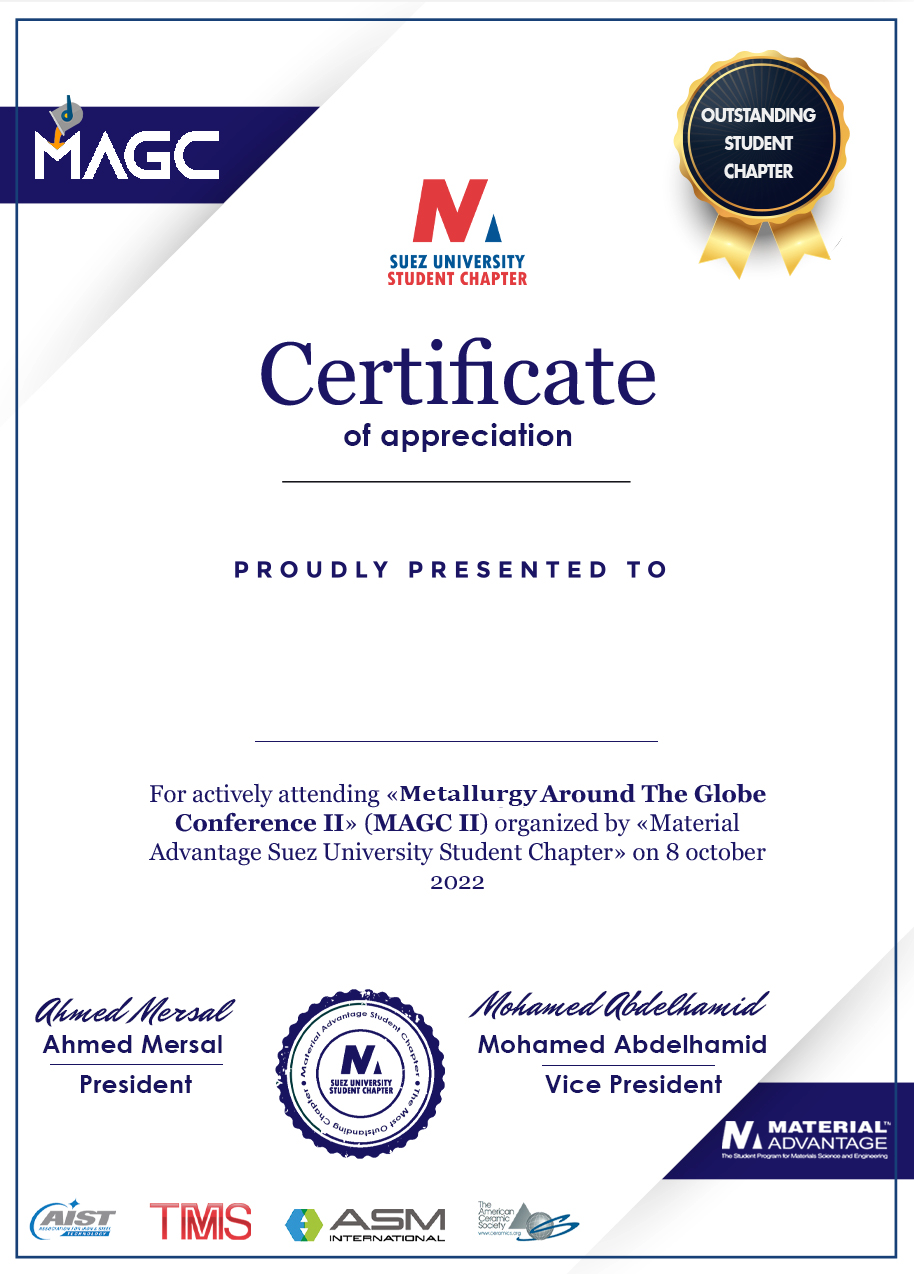 MAGC
OUTSTANDING
STUDENT
CHAPTER
SUEZ UNIVERSITY
STUDENT CHAPTER
Certificate
of appreciation
PROUDLY PRESENTED TO
For actively attending «Metallurgy Around The Globe
Conference II» (MAGC II) organized by «Material
Advantage Suez University Student Chapter» on 8 october
2022
Ahmed Mersal
Ahmed Mersal
President
Material Advantage Student Chapter • The Most Outstanding Chapter •
SUEZ UNIVERSITY
STUDENT CHAPTER
Mohamed Abdelhamid
Mohamed Abdelhamid
Vice President
MATERIAL™
ADVANTAGE
The Student Program for Materials Science and Engineering
AIST
ASSOCIATION FOR IRON & STEEL
TECHNOLOGY
TMS
ASM
INTERNATIONAL
The
American
Ceramic
Society
www.ceramics.org